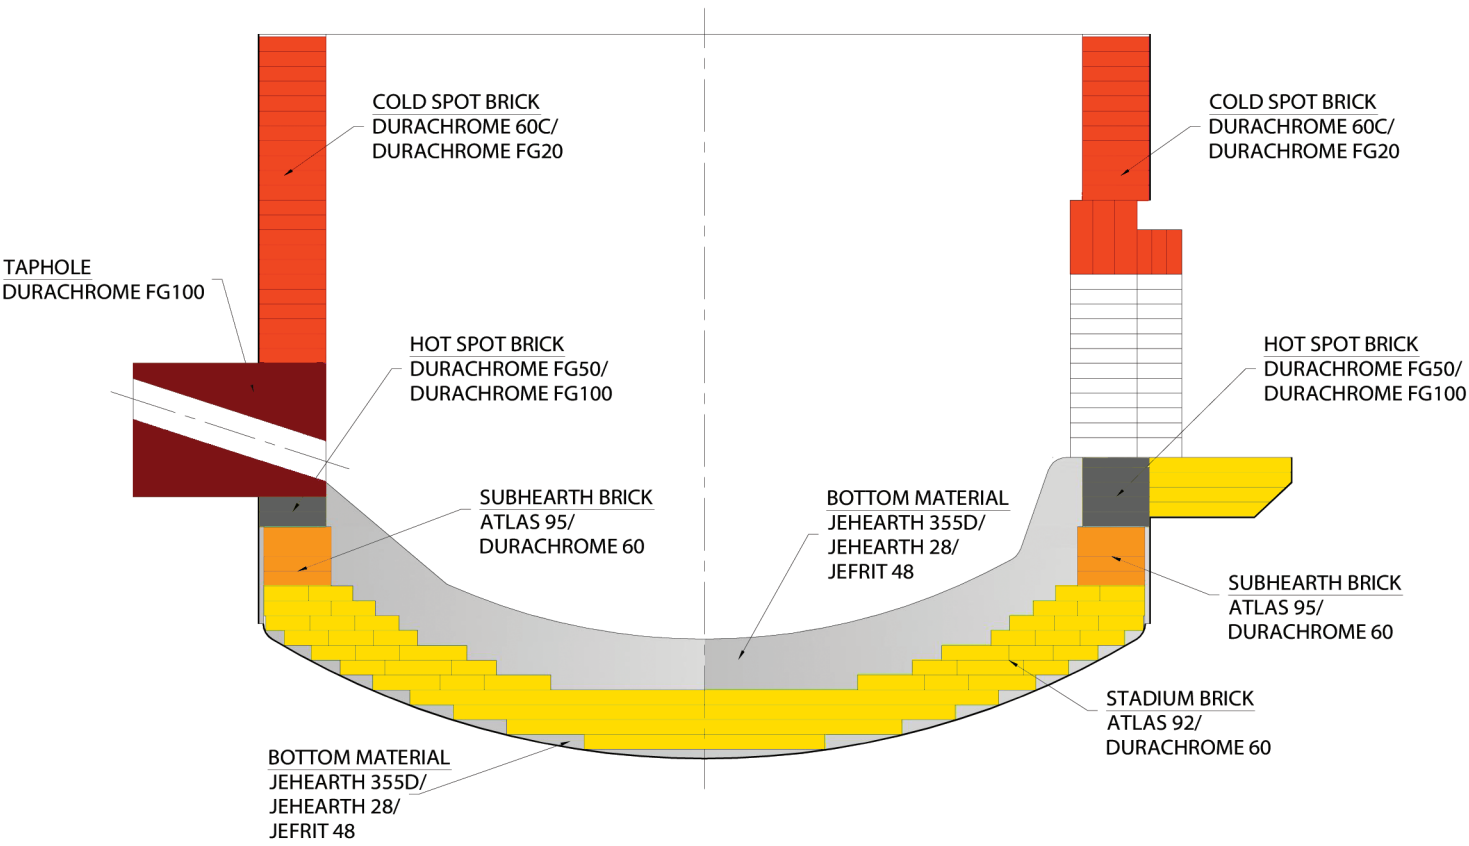 COLD SPOT BRICK
DURACHROME 60C/
DURACHROME FG20
COLD SPOT BRICK
DURACHROME 60C/
DURACHROME FG20
TAPHOLE
DURACHROME FG100
HOT SPOT BRICK
DURACHROME FG50/
DURACHROME FG100
HOT SPOT BRICK
DURACHROME FG50/
DURACHROME FG100
SUBHEARTH BRICK
ATLAS 95/
DURACHROME 60
BOTTOM MATERIAL
JEHEARTH 355D/
JEHEARTH 28/
JEFRIT 48
SUBHEARTH BRICK
ATLAS 95/
DURACHROME 60
STADIUM BRICK
ATLAS 92/
DURACHROME 60
BOTTOM MATERIAL
JEHEARTH 355D/
JEHEARTH 28/
JEFRIT 48